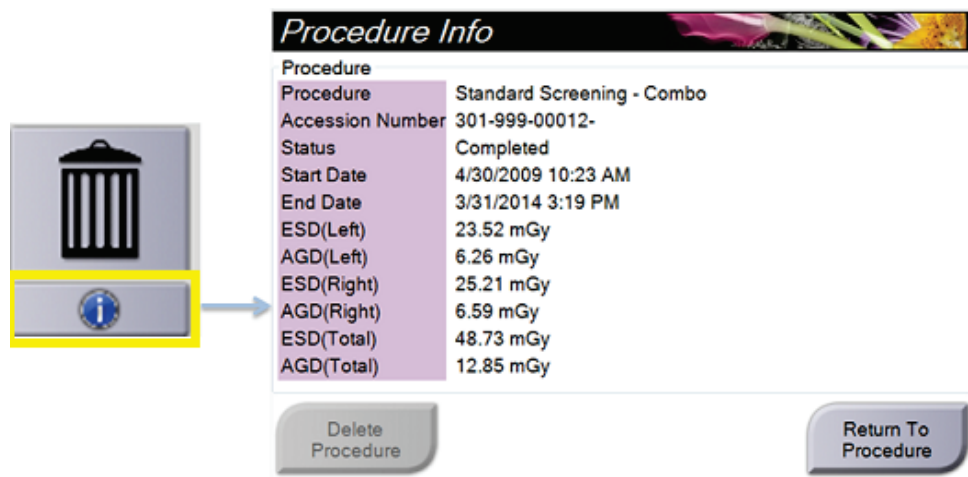 Procedure Info
Procedure
Procedure Standard Screening - Combo
Accession Number 301-999-00012-
Status Completed
Start Date 4/30/2009 10:23 AM
End Date 3/31/2014 3:19 PM
ESD(Left) 23.52 mGy
AGD(Left) 6.26 mGy
ESD(Right) 25.21 mGy
AGD(Right) 6.59 mGy
ESD(Total) 48.73 mGy
AGD(Total) 12.85 mGy
Delete
Procedure
Return To
Procedure